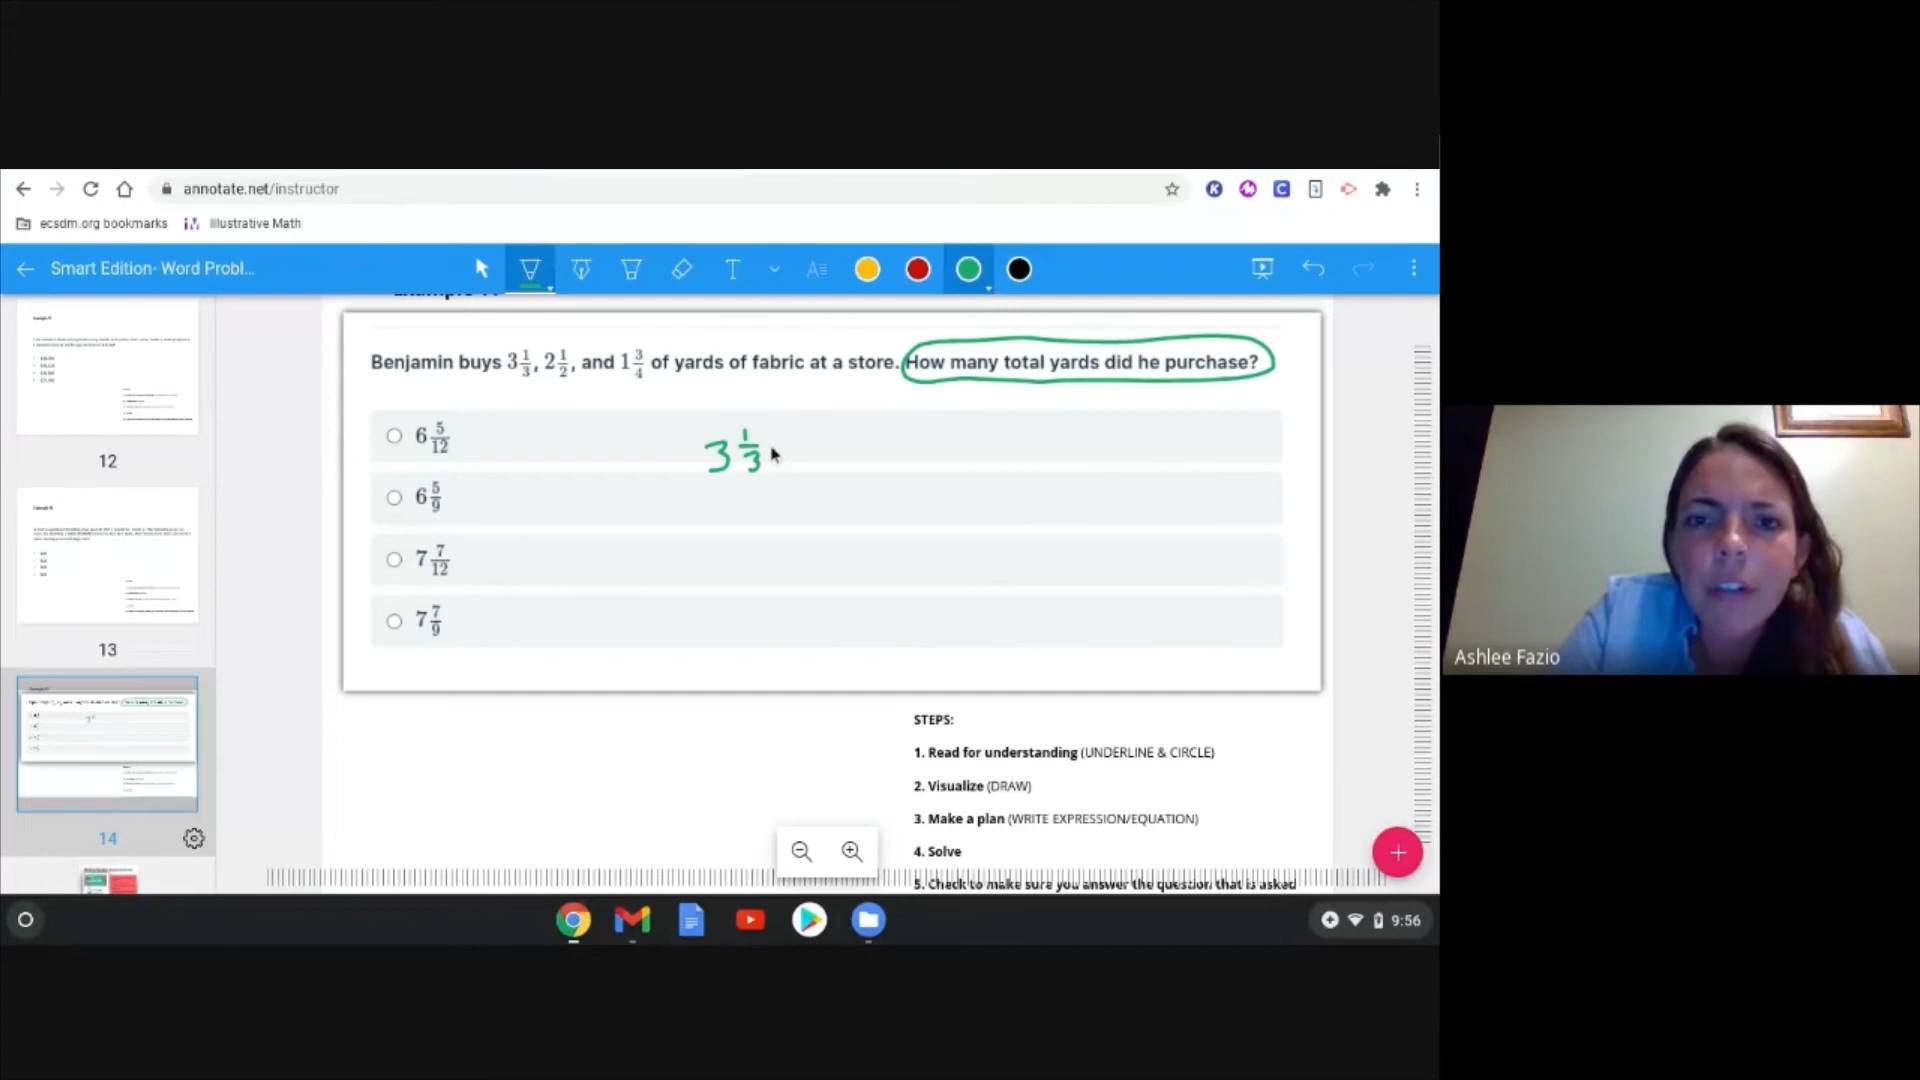 annotate.net/instructor
ecsdm.org bookmarks Illustrative Math
Smart Edition- Word Probl...
Benjamin buys 3 1/3, 2 1/2, and 1 3/4 of yards of fabric at a store. How many total yards did he purchase?
6 5/12
3 1/3
6 5/9
7 7/12
7 7/9
12
13
14
STEPS:
1. Read for understanding (UNDERLINE & CIRCLE)
2. Visualize (DRAW)
3. Make a plan (WRITE EXPRESSION/EQUATION)
4. Solve
5. Check to make sure you answer the question that is asked
9:56
Ashlee Fazio